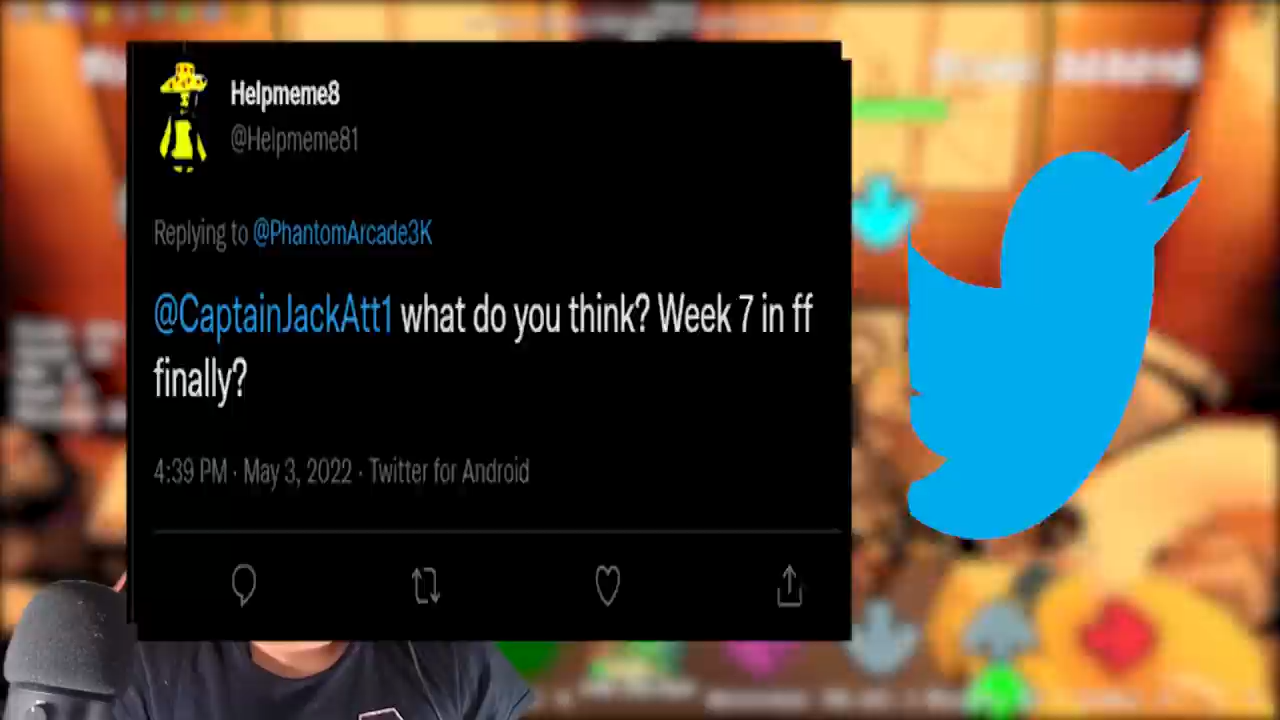 Helpmeme8
@Helpmeme81
Replying to @PhantomArcade3K
@CaptainJackAtt1 what do you think? Week 7 in ff
finally?
4:39 PM · May 3, 2022 · Twitter for Android